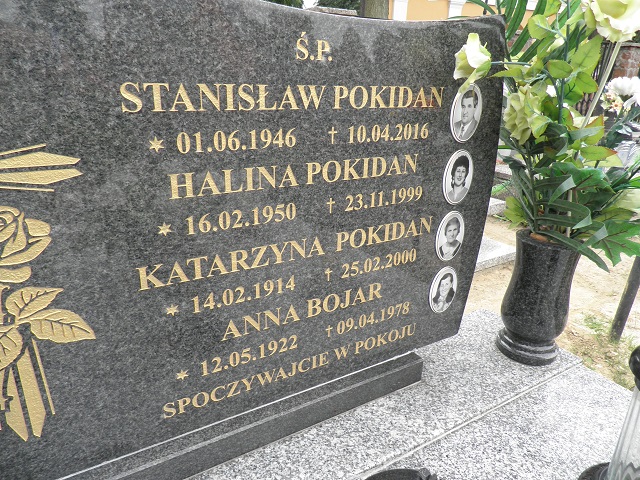 Ś.P.
STANISŁAW POKIDAN
✶ 01.06.1946 † 10.04.2016
HALINA POKIDAN
✶ 16.02.1950 † 23.11.1999
KATARZYNA POKIDAN
✶ 14.02.1914 † 25.02.2000
ANNA BOJAR
✶ 12.05.1922 † 09.04.1978
SPOCZYWAJCIE W POKOJU